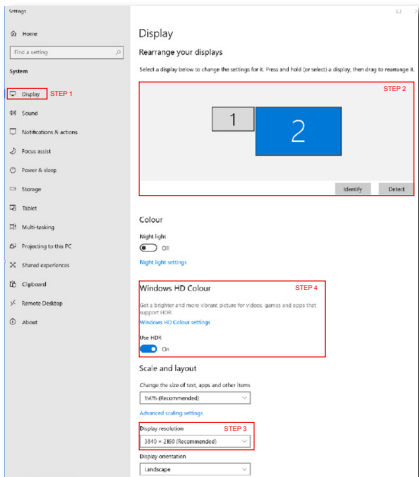 Settings
Home
Find a setting
System
Display STEP 1
Sound
Notifications & actions
Focus assist
Power & sleep
Storage
Tablet
Multi-tasking
Projecting to this PC
Shared experiences
Clipboard
Remote Desktop
About
Display
Rearrange your displays
Select a display below to change the settings for it. Press and hold (or select) a display, then drag to rearrange it.
STEP 2
1
2
Identify Detect
Colour
Night light
Off
Night light settings
Windows HD Colour STEP 4
Get a brighter and more vibrant picture for videos, games and apps that
support HDR
Windows HD Colour settings
Use HDR
On
Scale and layout
Change the size of text, apps and other items
150% (Recommended)
Advanced scaling settings
Display resolution STEP 3
3840 × 2160 (Recommended)
Display orientation
Landscape